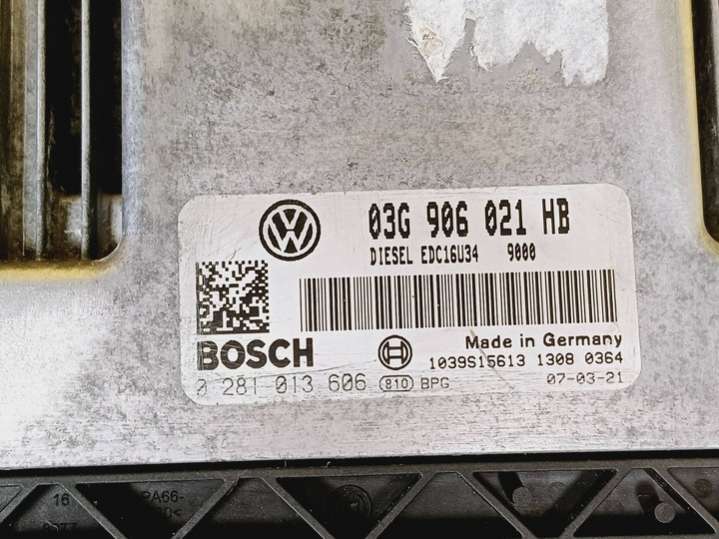 03G 906 021 HB
DIESEL EDC16U34 9000
Made in Germany
BOSCH
1039S15613 1308 0364
0 281 013 606 810 BPG 07-03-21
16